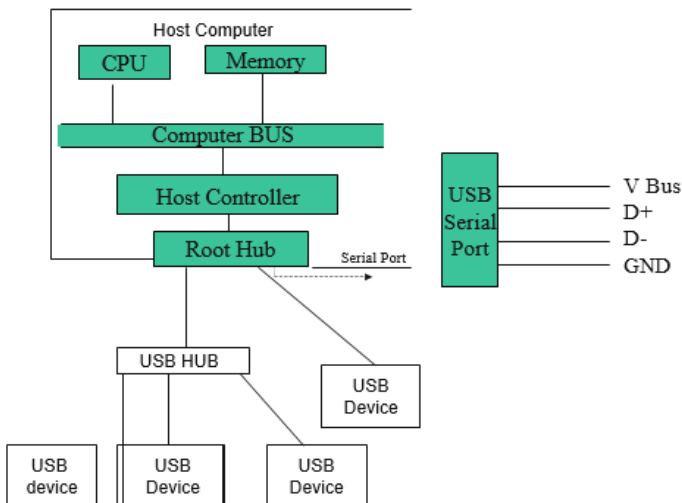 Host Computer
CPU
Memory
Computer BUS
Host Controller
Root Hub
Serial Port
USB
Serial
Port
V Bus
D+
D-
GND
USB HUB
USB
Device
USB
device
USB
Device
USB
Device